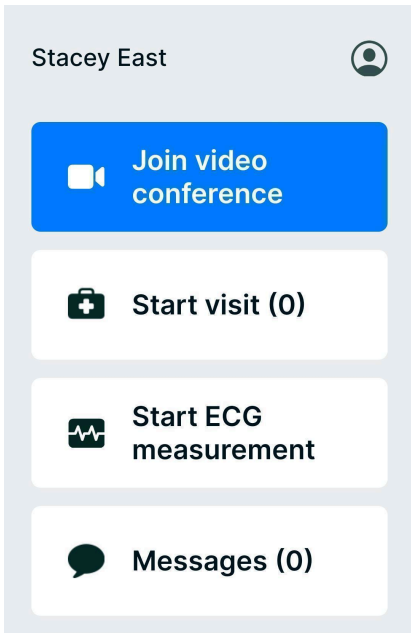 Stacey East
Join video
conference
Start visit (0)
Start ECG
measurement
Messages (0)